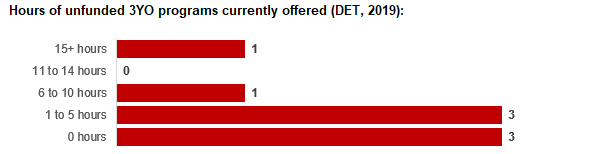 Hours of unfunded 3YO programs currently offered (DET, 2019):
15+ hours 1
11 to 14 hours 0
6 to 10 hours 1
1 to 5 hours 3
0 hours 3